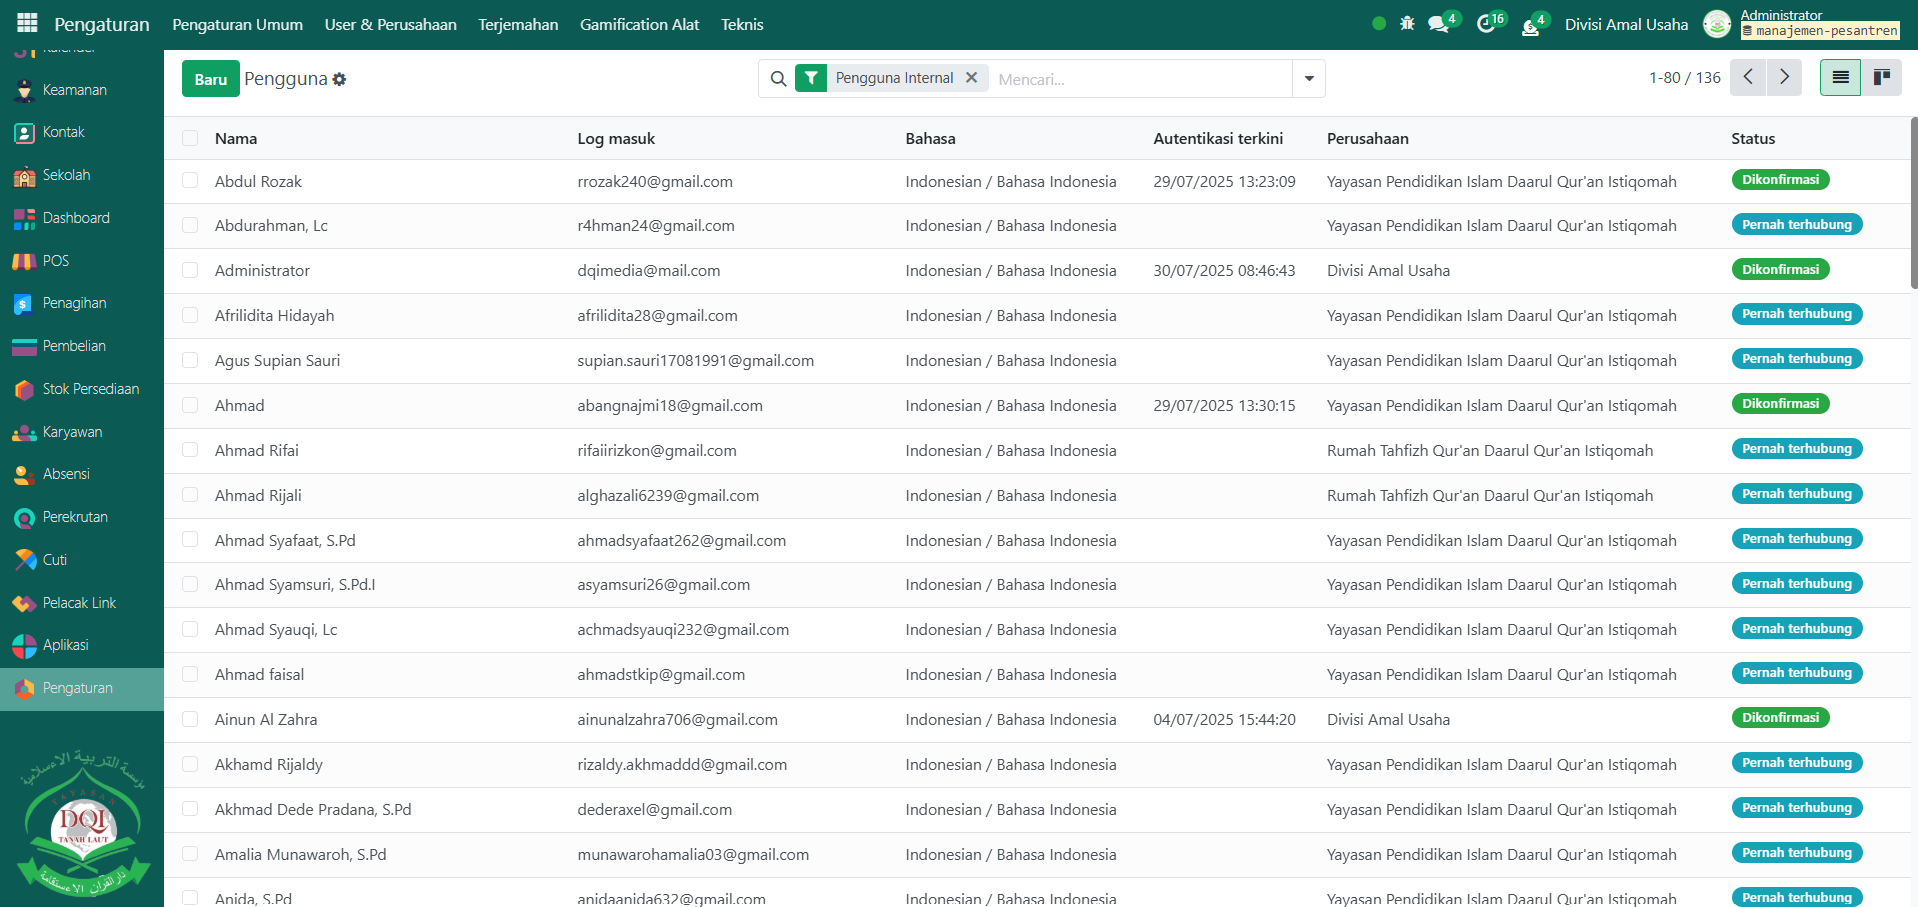 Pengaturan Pengaturan Umum User & Perusahaan Terjemahan Gamification Alat Teknis 4 16 4 Divisi Amal Usaha Administrator
manajemen-pesantren
Kalender
Keamanan
Kontak
Sekolah
Dashboard
POS
Penagihan
Pembelian
Stok Persediaan
Karyawan
Absensi
Perekrutan
Cuti
Pelacak Link
Aplikasi
Pengaturan
مؤسسة التربية الاسلامية
YAYASAN
DQI
TANAH LAUT
دار القرآن الاستقامة
Baru Pengguna Pengguna Internal Mencari... 1-80 / 136
Nama Log masuk Bahasa Autentikasi terkini Perusahaan Status
Abdul Rozak rrozak240@gmail.com Indonesian / Bahasa Indonesia 29/07/2025 13:23:09 Yayasan Pendidikan Islam Daarul Qur'an Istiqomah Dikonfirmasi
Abdurahman, Lc r4hman24@gmail.com Indonesian / Bahasa Indonesia Yayasan Pendidikan Islam Daarul Qur'an Istiqomah Pernah terhubung
Administrator dqimedia@mail.com Indonesian / Bahasa Indonesia 30/07/2025 08:46:43 Divisi Amal Usaha Dikonfirmasi
Afrilidita Hidayah afrilidita28@gmail.com Indonesian / Bahasa Indonesia Yayasan Pendidikan Islam Daarul Qur'an Istiqomah Pernah terhubung
Agus Supian Sauri supian.sauri17081991@gmail.com Indonesian / Bahasa Indonesia Yayasan Pendidikan Islam Daarul Qur'an Istiqomah Pernah terhubung
Ahmad abangnajmi18@gmail.com Indonesian / Bahasa Indonesia 29/07/2025 13:30:15 Yayasan Pendidikan Islam Daarul Qur'an Istiqomah Dikonfirmasi
Ahmad Rifai rifaiirizkon@gmail.com Indonesian / Bahasa Indonesia Rumah Tahfizh Qur'an Daarul Qur'an Istiqomah Pernah terhubung
Ahmad Rijali alghazali6239@gmail.com Indonesian / Bahasa Indonesia Rumah Tahfizh Qur'an Daarul Qur'an Istiqomah Pernah terhubung
Ahmad Syafaat, S.Pd ahmadsyafaat262@gmail.com Indonesian / Bahasa Indonesia Yayasan Pendidikan Islam Daarul Qur'an Istiqomah Pernah terhubung
Ahmad Syamsuri, S.Pd.I asyamsuri26@gmail.com Indonesian / Bahasa Indonesia Yayasan Pendidikan Islam Daarul Qur'an Istiqomah Pernah terhubung
Ahmad Syauqi, Lc achmadsyauqi232@gmail.com Indonesian / Bahasa Indonesia Yayasan Pendidikan Islam Daarul Qur'an Istiqomah Pernah terhubung
Ahmad faisal ahmadstkip@gmail.com Indonesian / Bahasa Indonesia Yayasan Pendidikan Islam Daarul Qur'an Istiqomah Pernah terhubung
Ainun Al Zahra ainunalzahra706@gmail.com Indonesian / Bahasa Indonesia 04/07/2025 15:44:20 Divisi Amal Usaha Dikonfirmasi
Akhamd Rijaldy rizaldy.akhmaddd@gmail.com Indonesian / Bahasa Indonesia Yayasan Pendidikan Islam Daarul Qur'an Istiqomah Pernah terhubung
Akhmad Dede Pradana, S.Pd dederaxel@gmail.com Indonesian / Bahasa Indonesia Yayasan Pendidikan Islam Daarul Qur'an Istiqomah Pernah terhubung
Amalia Munawaroh, S.Pd munawarohamalia03@gmail.com Indonesian / Bahasa Indonesia Yayasan Pendidikan Islam Daarul Qur'an Istiqomah Pernah terhubung
Anida, S.Pd anidaanida632@gmail.com Indonesian / Bahasa Indonesia Yayasan Pendidikan Islam Daarul Qur'an Istiqomah Pernah terhubung